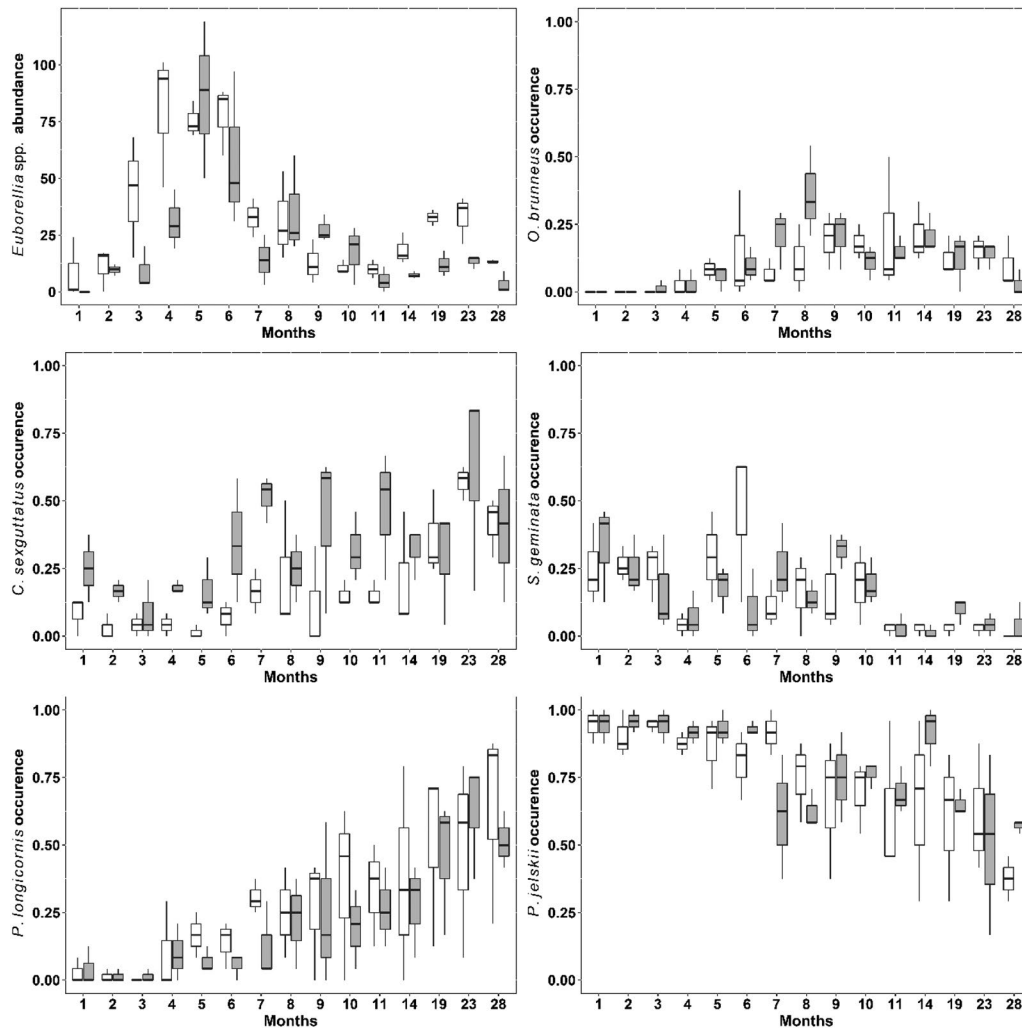 Euborellia spp. abundance
100
75
50
25
0
1 2 3 4 5 6 7 8 9 10 11 14 19 23 28
Months
O. brunneus occurence
1.00
0.75
0.50
0.25
0.00
1 2 3 4 5 6 7 8 9 10 11 14 19 23 28
Months
C. sexguttatus occurence
1.00
0.75
0.50
0.25
0.00
1 2 3 4 5 6 7 8 9 10 11 14 19 23 28
Months
S. geminata occurence
1.00
0.75
0.50
0.25
0.00
1 2 3 4 5 6 7 8 9 10 11 14 19 23 28
Months
P. longicornis occurence
1.00
0.75
0.50
0.25
0.00
1 2 3 4 5 6 7 8 9 10 11 14 19 23 28
Months
P. jelskii occurence
1.00
0.75
0.50
0.25
0.00
1 2 3 4 5 6 7 8 9 10 11 14 19 23 28
Months